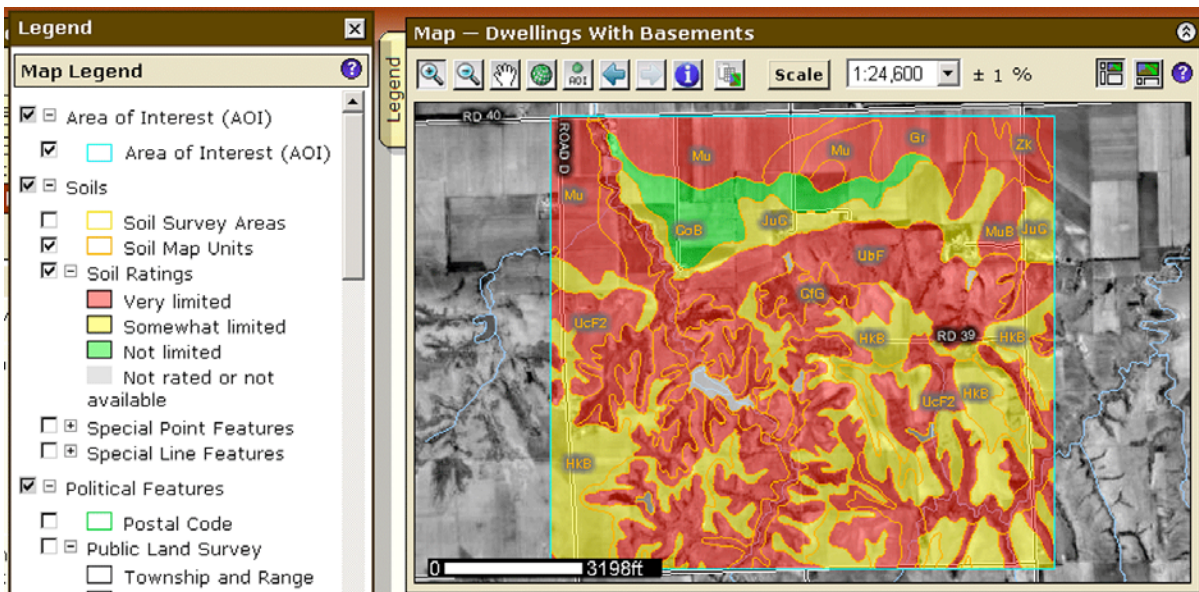 Legend
Map Legend
Area of Interest (AOI)
Area of Interest (AOI)
Soils
Soil Survey Areas
Soil Map Units
Soil Ratings
Very limited
Somewhat limited
Not limited
Not rated or not
available
Special Point Features
Special Line Features
Political Features
Postal Code
Public Land Survey
Township and Range
Legend
Map — Dwellings With Basements
AOI
Scale
1:24,600
± 1 %
RD 40
ROAD D
Mu
Mu
Gr
Zk
Mu
GoB
JuG
MuB
JuG
UbF
CfG
UcF2
HkB
RD 39
HkB
UcF2
HkB
HkB
0
3198ft